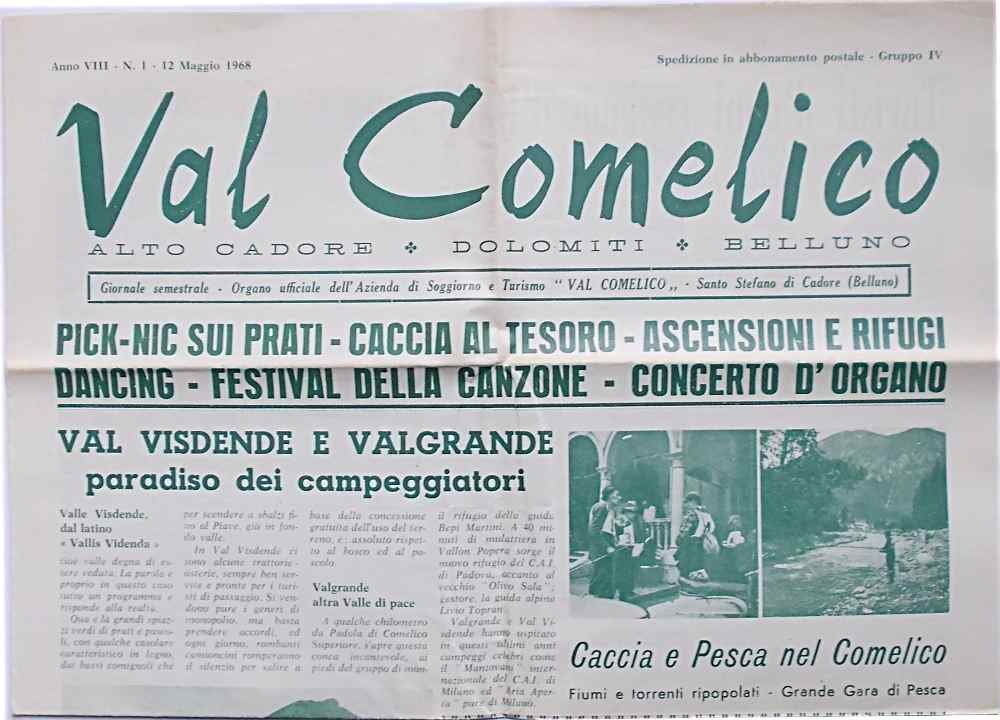 Anno VIII - N. 1 - 12 Maggio 1968
Spedizione in abbonamento postale - Gruppo IV
Val Comelico
ALTO CADORE ❖ DOLOMITI ❖ BELLUNO
Giornale semestrale - Organo ufficiale dell'Azienda di Soggiorno e Turismo " VAL COMELICO „ - Santo Stefano di Cadore (Belluno)
PICK-NIC SUI PRATI - CACCIA AL TESORO - ASCENSIONI E RIFUGI
DANCING - FESTIVAL DELLA CANZONE - CONCERTO D'ORGANO
VAL VISDENDE E VALGRANDE
paradiso dei campeggiatori
Valle Visdende,
dal latino
« Vallis Videnda »
cioè valle degna di es-
sere veduta. La parola è
proprio in questo caso
tutto un programma e
risponde alla realtà.
Qua e là grandi spiaz-
zi verdi di prati e pasco-
li, con qualche casolare
caratteristico in legno,
dai bassi comignoli che
per scendere a sbalzi fi-
no al Piave, giù in fon-
do valle.
In Val Visdende ci
sono alcune trattorie-
osterie, sempre ben ser-
vite e pronte per i turi-
sti di passaggio. Si ven-
dono pure i generi di
monopolio, ma basta
prendere accordi, ed
ogni giorno, rombanti
camioncini romperanno
il silenzio per salire a
base della concessione
gratuita dell'uso del ter-
reno, è: assoluto rispet-
to al bosco ed al pa-
scolo.
Valgrande
altra Valle di pace
A qualche chilometro
da Padola di Comelico
Superiore, s'apre questa
conca incantevole, ai
piedi del gruppo di mon-
il rifugio della guida
Bepi Martini. A 40 mi-
nuti di mulattiera in
Vallon Popera sorge il
nuovo rifugio del C.A.I.
di Padova, accanto al
vecchio "Olivo Sala";
gestore, la guida alpina
Livio Topran.
Valgrande e Val Vi-
sdende hanno ospitato
in questi ultimi anni
campeggi celebri come
il "Mantovani" inter-
nazionale del C.A.I. di
Milano ed "Aria Aper-
ta" pure di Milano.
Caccia e Pesca nel Comelico
Fiumi e torrenti ripopolati - Grande Gara di Pesca